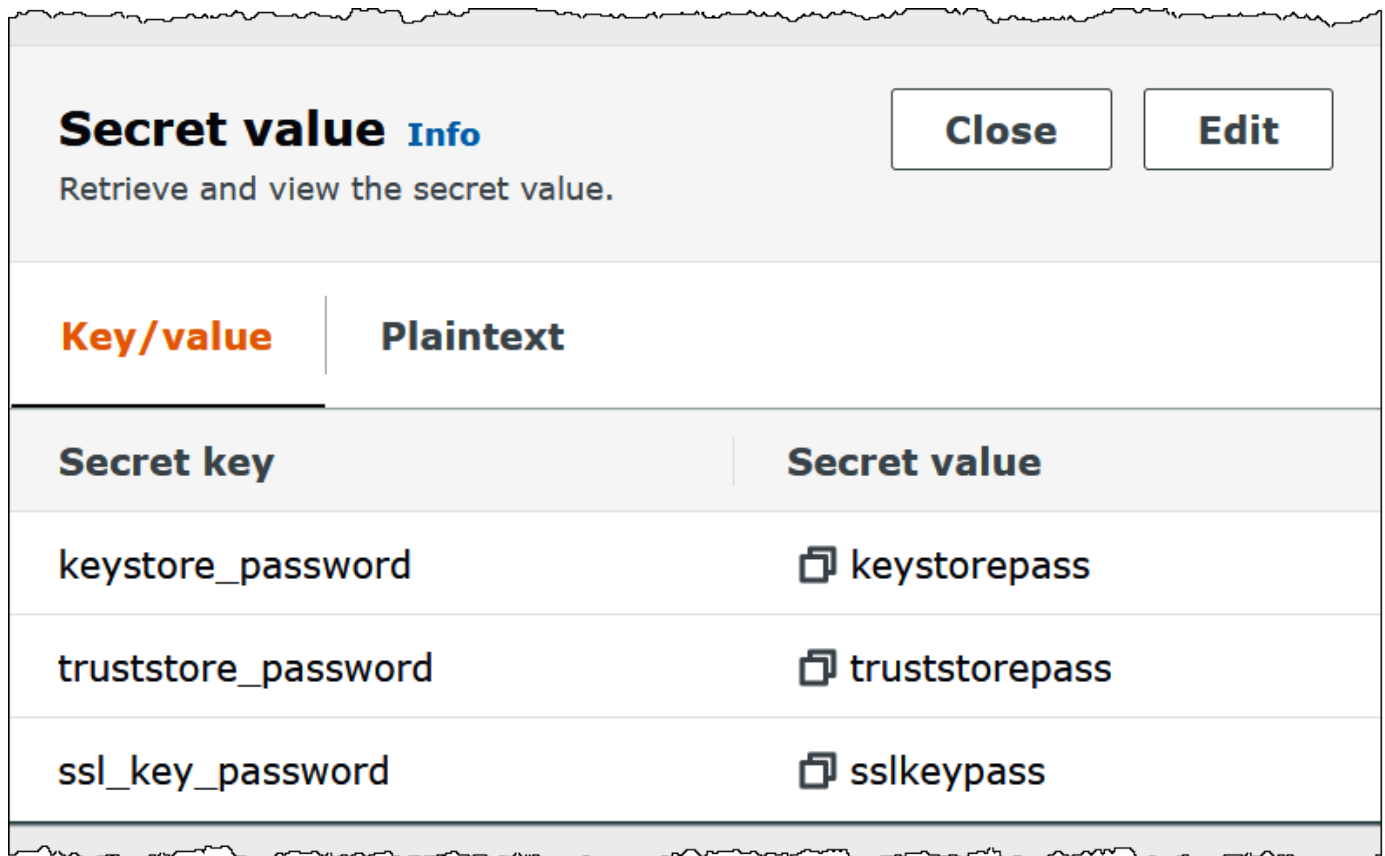 Secret value Info
Close
Edit
Retrieve and view the secret value.
Key/value
Plaintext
Secret key
Secret value
keystore_password
keystorepass
truststore_password
truststorepass
ssl_key_password
sslkeypass